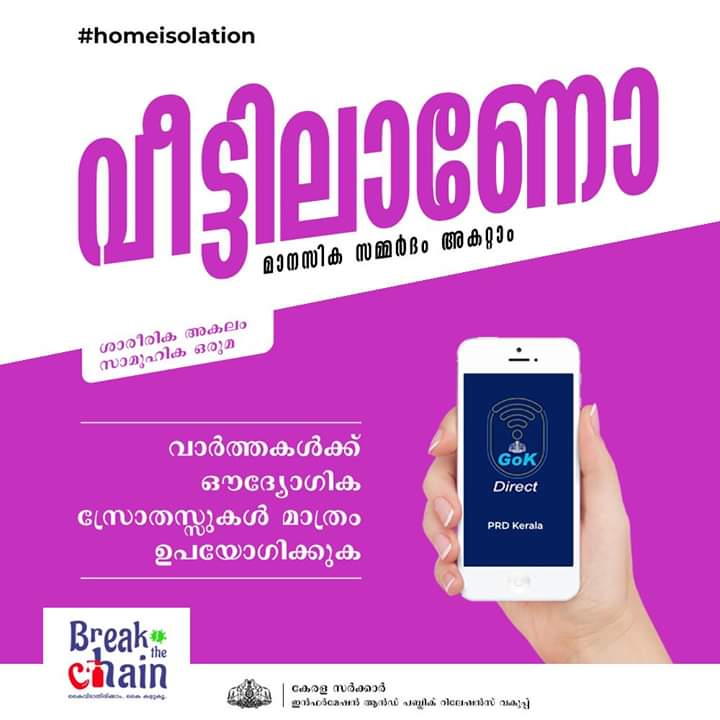 #homeisolation
വീട്ടിലാണോ
മാനസിക സമ്മർദം അകറ്റാം
ശാരീരിക അകലം
സാമൂഹിക ഒരുമ
വാർത്തകൾക്ക്
ഔദ്യോഗിക
സ്രോതസ്സുകൾ മാത്രം
ഉപയോഗിക്കുക
GoK
Direct
PRD Kerala
Break
the
chain
കൈവിടാതിരിക്കാം. കൈ കഴുകൂ.
കേരള സർക്കാർ
ഇൻഫർമേഷൻ ആൻഡ് പബ്ലിക് റിലേഷൻസ് വകുപ്പ്